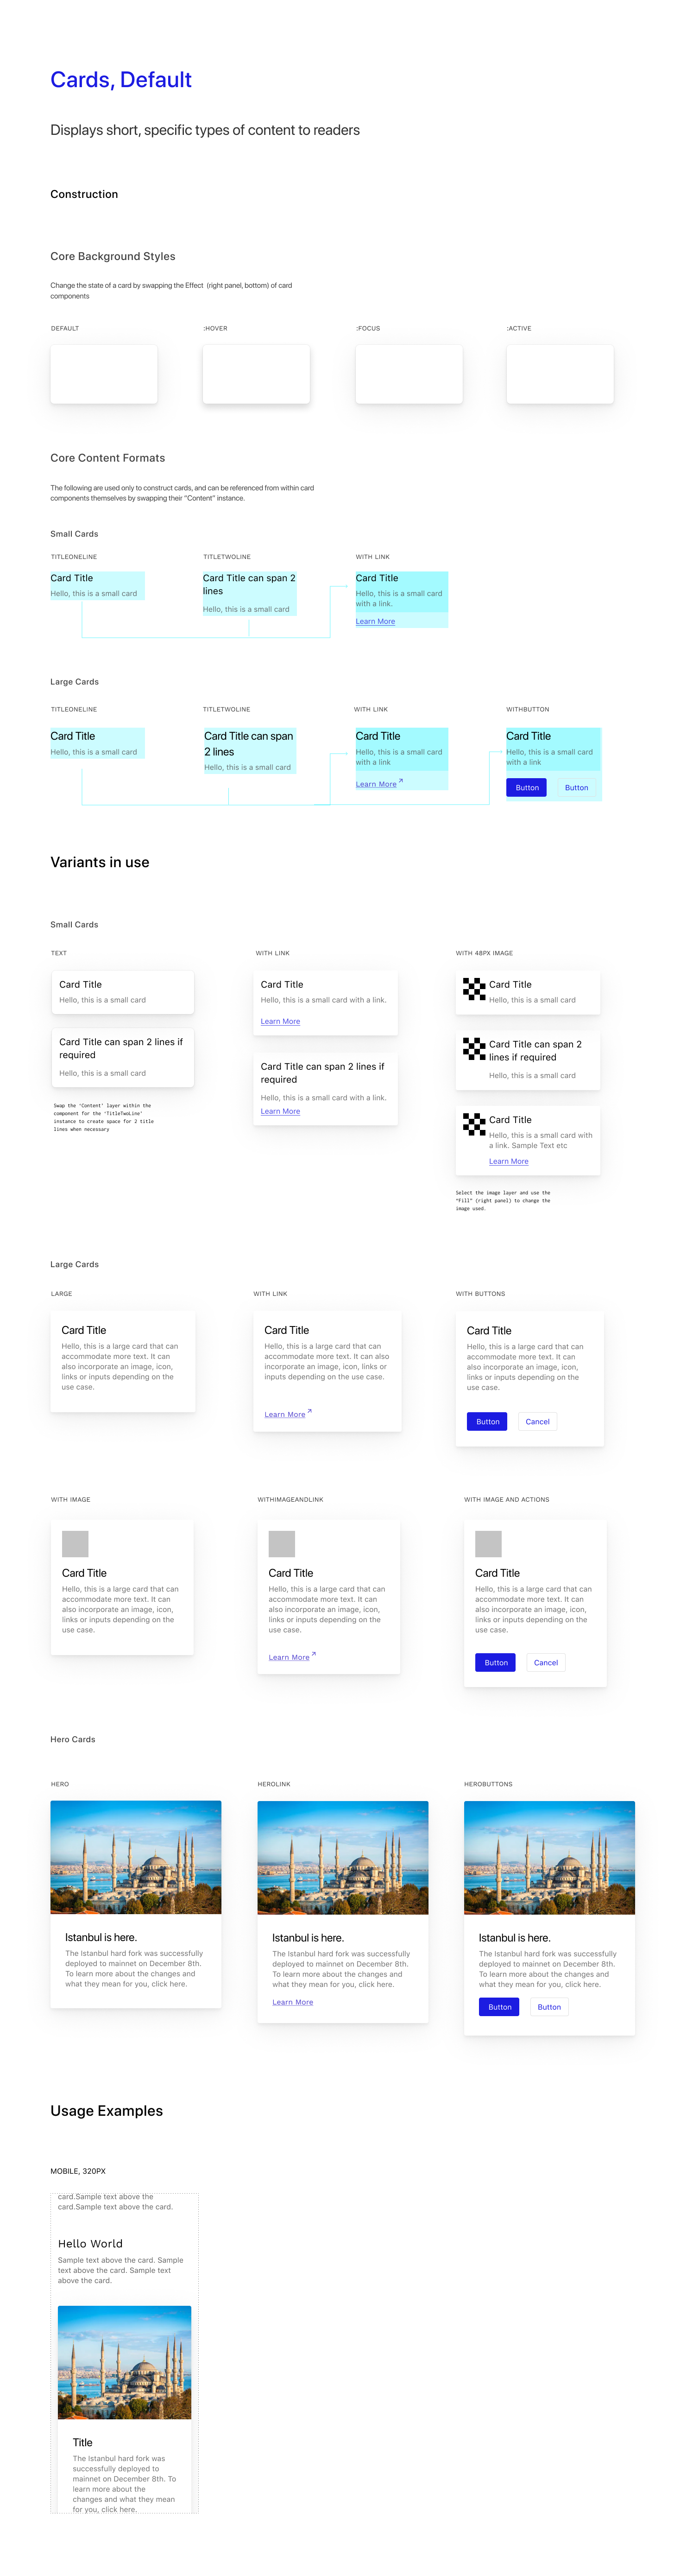 Cards, Default
Displays short, specific types of content to readers
Construction
Core Background Styles
Change the state of a card by swapping the Effect (right panel, bottom) of card
components
DEFAULT
:HOVER
:FOCUS
:ACTIVE
Core Content Formats
The following are used only to construct cards, and can be referenced from within card
components themselves by swapping their "Content" instance.
Small Cards
TITLEONELINE
TITLETWOLINE
WITH LINK
Card Title
Hello, this is a small card
Card Title can span 2
lines
Hello, this is a small card
Card Title
Hello, this is a small card
with a link.
Learn More
Large Cards
TITLEONELINE
TITLETWOLINE
WITH LINK
WITHBUTTON
Card Title
Hello, this is a small card
Card Title can span
2 lines
Hello, this is a small card
Card Title
Hello, this is a small card
with a link
Learn More
Card Title
Hello, this is a small card
with a link
Button
Button
Variants in use
Small Cards
TEXT
WITH LINK
WITH 48PX IMAGE
Card Title
Hello, this is a small card
Card Title can span 2 lines if
required
Hello, this is a small card
Swap the 'Content' layer within the
component for the 'TitleTwoLine'
instance to create space for 2 title
lines when necessary
Card Title
Hello, this is a small card with a link.
Learn More
Card Title can span 2 lines if
required
Hello, this is a small card with a link.
Learn More
Card Title
Hello, this is a small card
Card Title can span 2
lines if required
Hello, this is a small card
Card Title
Hello, this is a small card with
a link. Sample Text etc
Learn More
Select the image layer and use the
"Fill" (right panel) to change the
image used.
Large Cards
LARGE
WITH LINK
WITH BUTTONS
Card Title
Hello, this is a large card that can
accommodate more text. It can
also incorporate an image, icon,
links or inputs depending on the
use case.
Card Title
Hello, this is a large card that can
accommodate more text. It can also
incorporate an image, icon, links or
inputs depending on the use case.
Learn More
Card Title
Hello, this is a large card that can
accommodate more text. It can
also incorporate an image, icon,
links or inputs depending on the
use case.
Button
Cancel
WITH IMAGE
WITHIMAGEANDLINK
WITH IMAGE AND ACTIONS
Card Title
Hello, this is a large card that can
accommodate more text. It can
also incorporate an image, icon,
links or inputs depending on the
use case.
Card Title
Hello, this is a large card that can
accommodate more text. It can
also incorporate an image, icon,
links or inputs depending on the
use case.
Learn More
Card Title
Hello, this is a large card that can
accommodate more text. It can
also incorporate an image, icon,
links or inputs depending on the
use case.
Button
Cancel
Hero Cards
HERO
HEROLINK
HEROBUTTONS
Istanbul is here.
The Istanbul hard fork was successfully
deployed to mainnet on December 8th.
To learn more about the changes and
what they mean for you, click here.
Istanbul is here.
The Istanbul hard fork was successfully
deployed to mainnet on December 8th.
To learn more about the changes and
what they mean for you, click here.
Learn More
Istanbul is here.
The Istanbul hard fork was successfully
deployed to mainnet on December 8th.
To learn more about the changes and
what they mean for you, click here.
Button
Button
Usage Examples
MOBILE, 320PX
card.Sample text above the
card.Sample text above the card.
Hello World
Sample text above the card. Sample
text above the card. Sample text
above the card.
Title
The Istanbul hard fork was
successfully deployed to
mainnet on December 8th. To
learn more about the
changes and what they mean
for you, click here.